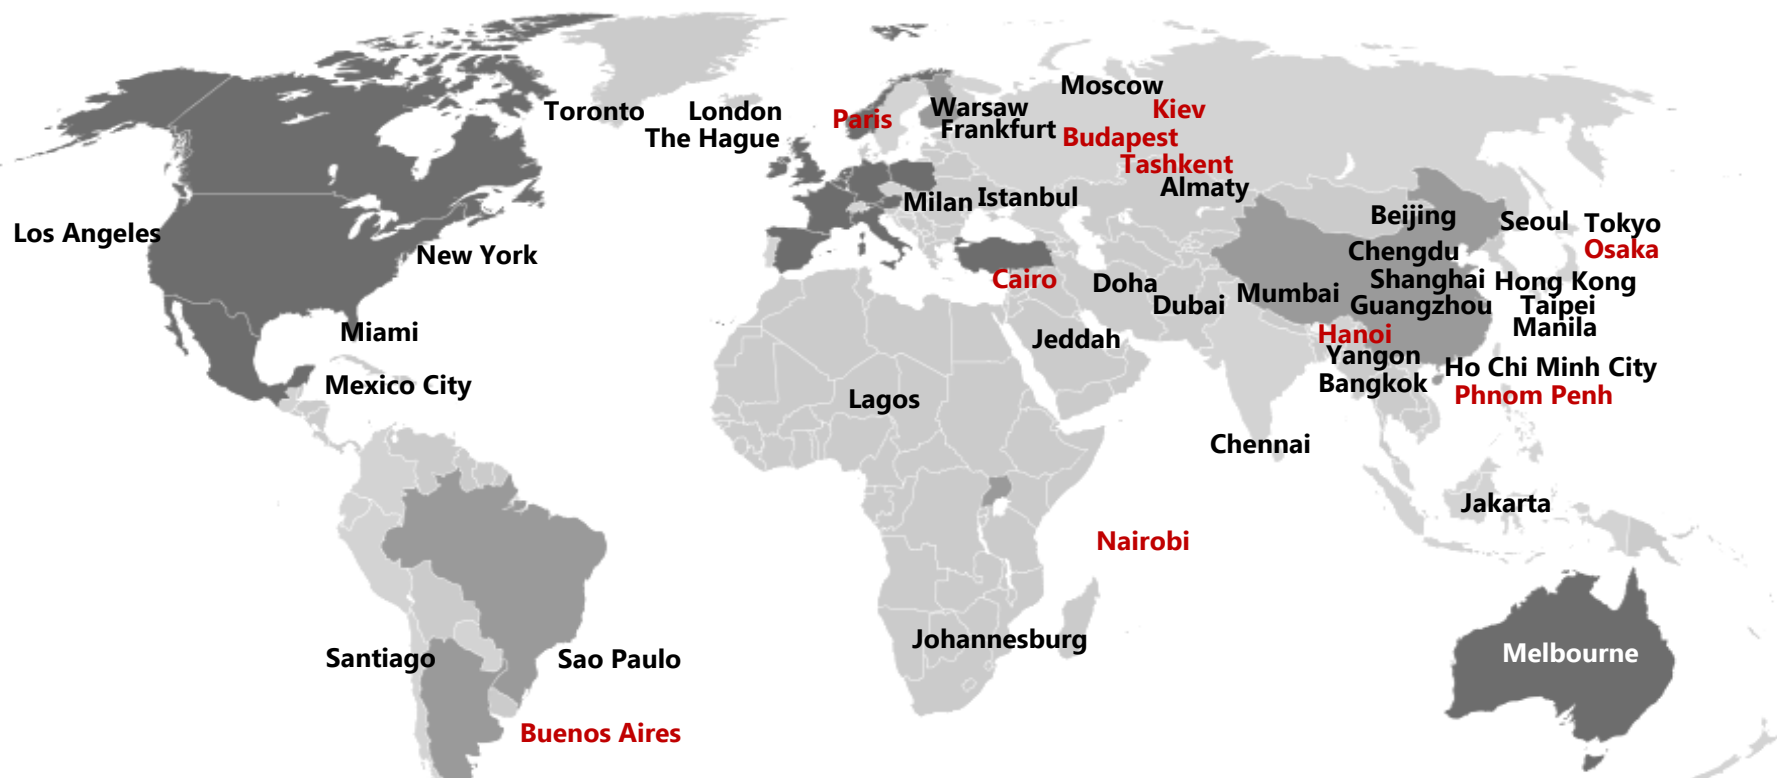 Moscow
Toronto
London
Paris
Warsaw
Kiev
The Hague
Frankfurt
Budapest
Tashkent
Almaty
Milan
Istanbul
Los Angeles
New York
Beijing
Seoul
Tokyo
Chengdu
Osaka
Cairo
Doha
Shanghai
Hong Kong
Dubai
Mumbai
Guangzhou
Taipei
Miami
Jeddah
Hanoi
Manila
Yangon
Ho Chi Minh City
Mexico City
Bangkok
Phnom Penh
Lagos
Chennai
Jakarta
Nairobi
Johannesburg
Melbourne
Santiago
Sao Paulo
Buenos Aires